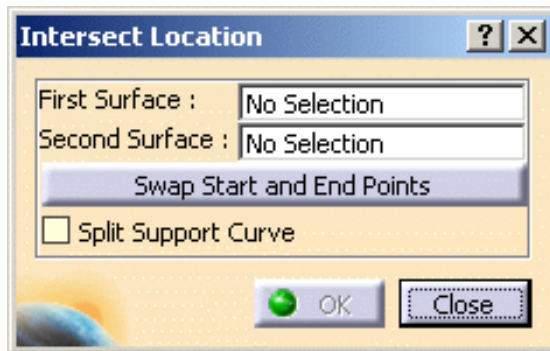 Intersect Location
First Surface : No Selection
Second Surface : No Selection
Swap Start and End Points
Split Support Curve
OK Close